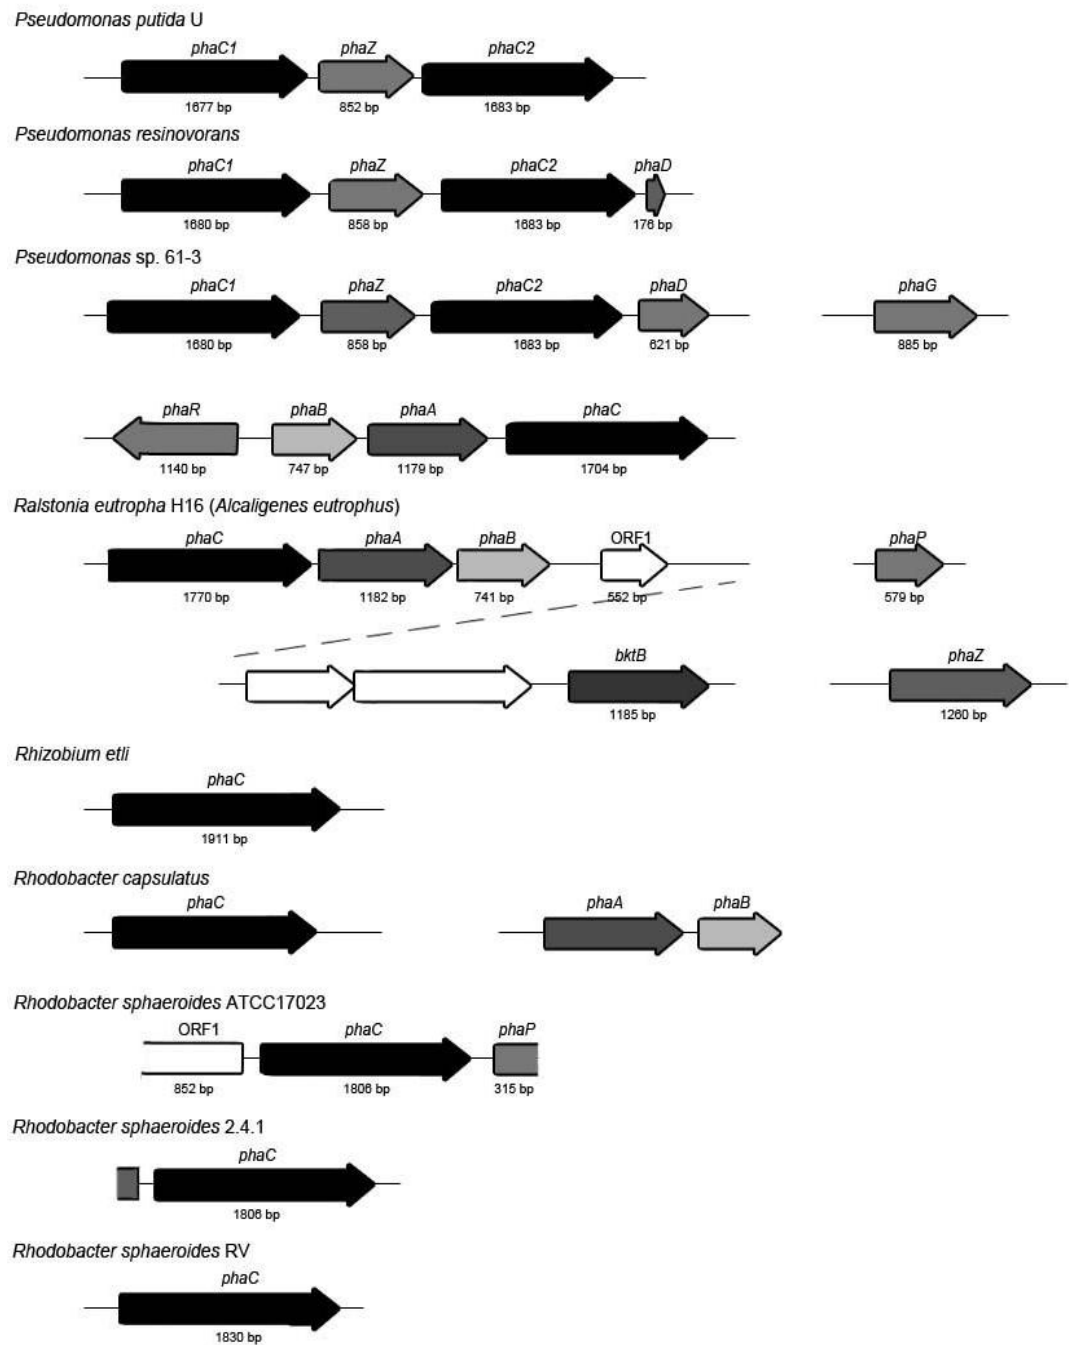 Pseudomonas putida U
phaC1 phaZ phaC2
1677 bp 852 bp 1683 bp
Pseudomonas resinovorans
phaC1 phaZ phaC2 phaD
1680 bp 858 bp 1683 bp 176 bp
Pseudomonas sp. 61-3
phaC1 phaZ phaC2 phaD phaG
1680 bp 858 bp 1683 bp 621 bp 885 bp
phaR phaB phaA phaC
1140 bp 747 bp 1179 bp 1704 bp
Ralstonia eutropha H16 (Alcaligenes eutrophus)
phaC phaA phaB ORF1 phaP
1770 bp 1182 bp 741 bp 552 bp 579 bp
bktB phaZ
1185 bp 1260 bp
Rhizobium etli
phaC
1911 bp
Rhodobacter capsulatus
phaC phaA phaB
Rhodobacter sphaeroides ATCC17023
ORF1 phaC phaP
852 bp 1806 bp 315 bp
Rhodobacter sphaeroides 2.4.1
phaC
1806 bp
Rhodobacter sphaeroides RV
phaC
1830 bp